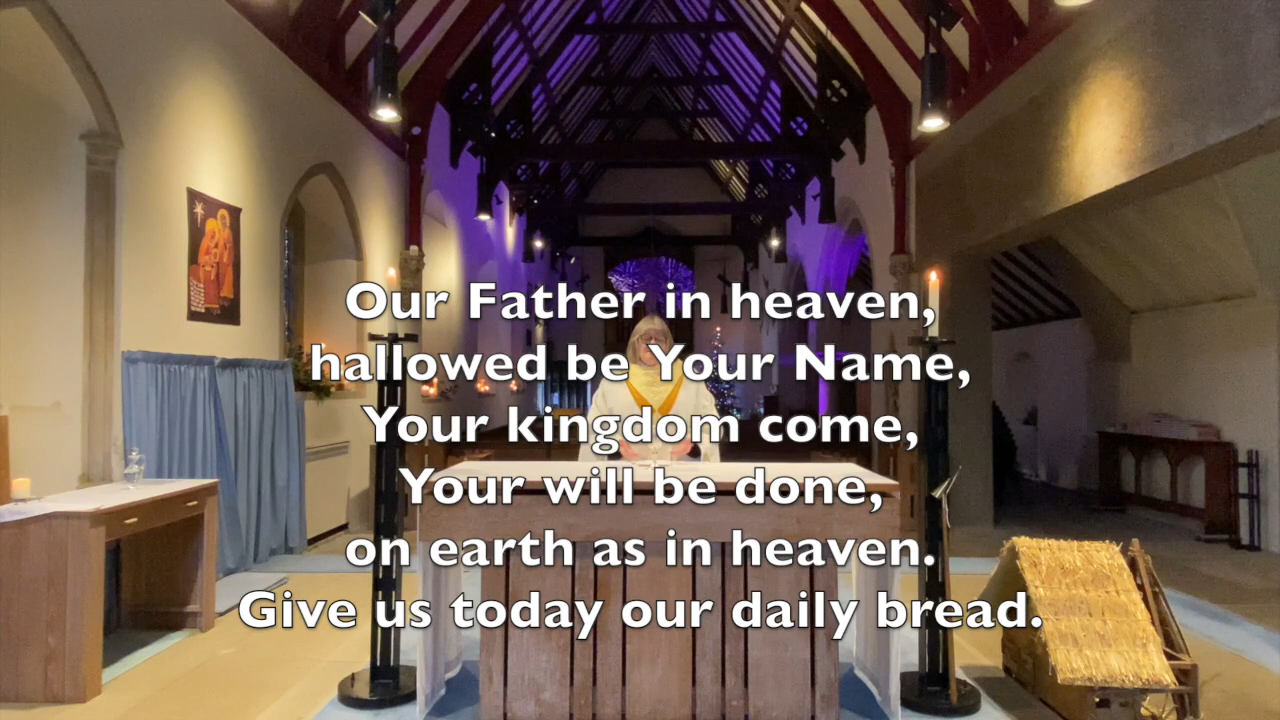 Our Father in heaven,
hallowed be Your Name,
Your kingdom come,
Your will be done,
on earth as in heaven.
Give us today our daily bread.